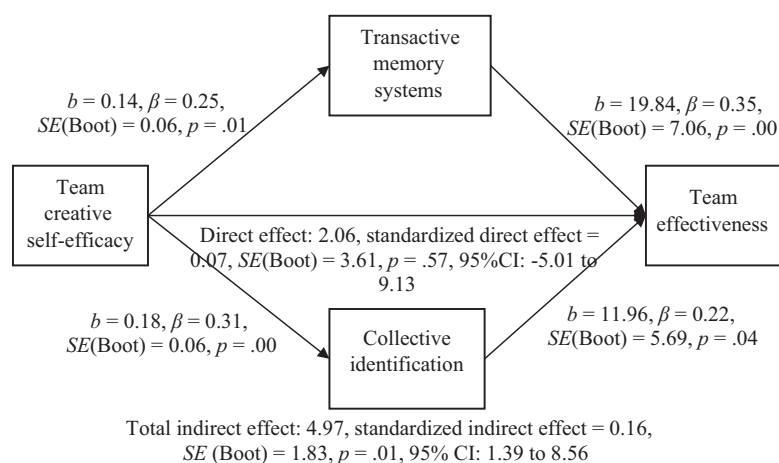 Transactive
memory
systems
b = 0.14, β = 0.25,
SE(Boot) = 0.06, p = .01
b = 19.84, β = 0.35,
SE(Boot) = 7.06, p = .00
Team
creative
self-efficacy
Team
effectiveness
Direct effect: 2.06, standardized direct effect =
0.07, SE(Boot) = 3.61, p = .57, 95%CI: -5.01 to
9.13
b = 0.18, β = 0.31,
SE(Boot) = 0.06, p = .00
Collective
identification
b = 11.96, β = 0.22,
SE(Boot) = 5.69, p = .04
Total indirect effect: 4.97, standardized indirect effect = 0.16,
SE (Boot) = 1.83, p = .01, 95% CI: 1.39 to 8.56